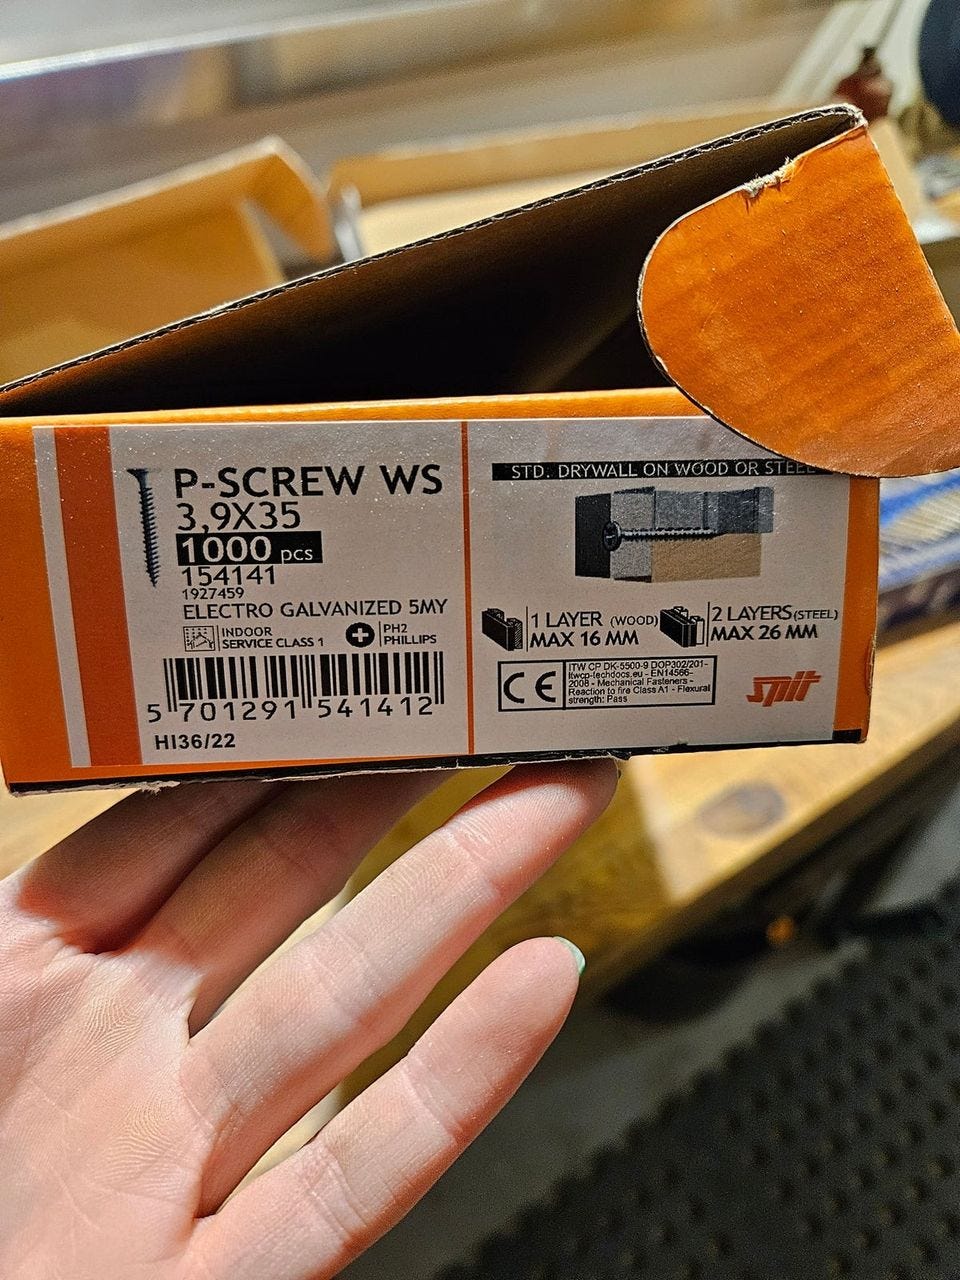 P-SCREW WS
3,9X35
1000 pcs
154141
1927459
ELECTRO GALVANIZED 5MY
INDOOR
SERVICE CLASS 1
PH2
PHILLIPS
5 701291 541412
HI36/22
STD. DRYWALL ON WOOD OR STEEL
1 LAYER (WOOD)
MAX 16 MM
2 LAYERS (STEEL)
MAX 26 MM
CE
ITW CP DK-5500-9 DOP302/201-
itwcp-techdocs.eu - EN14566-
2008 - Mechanical Fasteners -
Reaction to fire Class A1 - Flexural
strength: Pass
spit